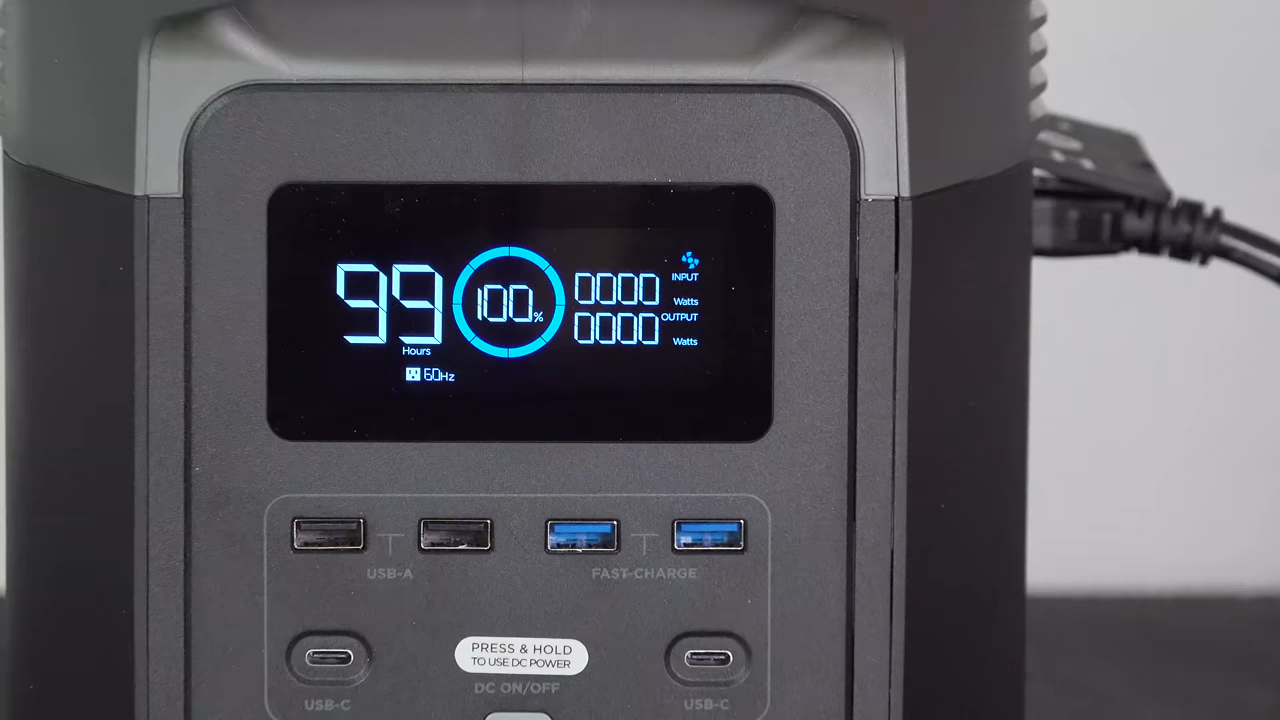 99
Hours
60Hz
100%
0000
INPUT
Watts
0000
OUTPUT
Watts
USB-A
FAST-CHARGE
PRESS & HOLD
TO USE DC POWER
DC ON/OFF
USB-C
USB-C